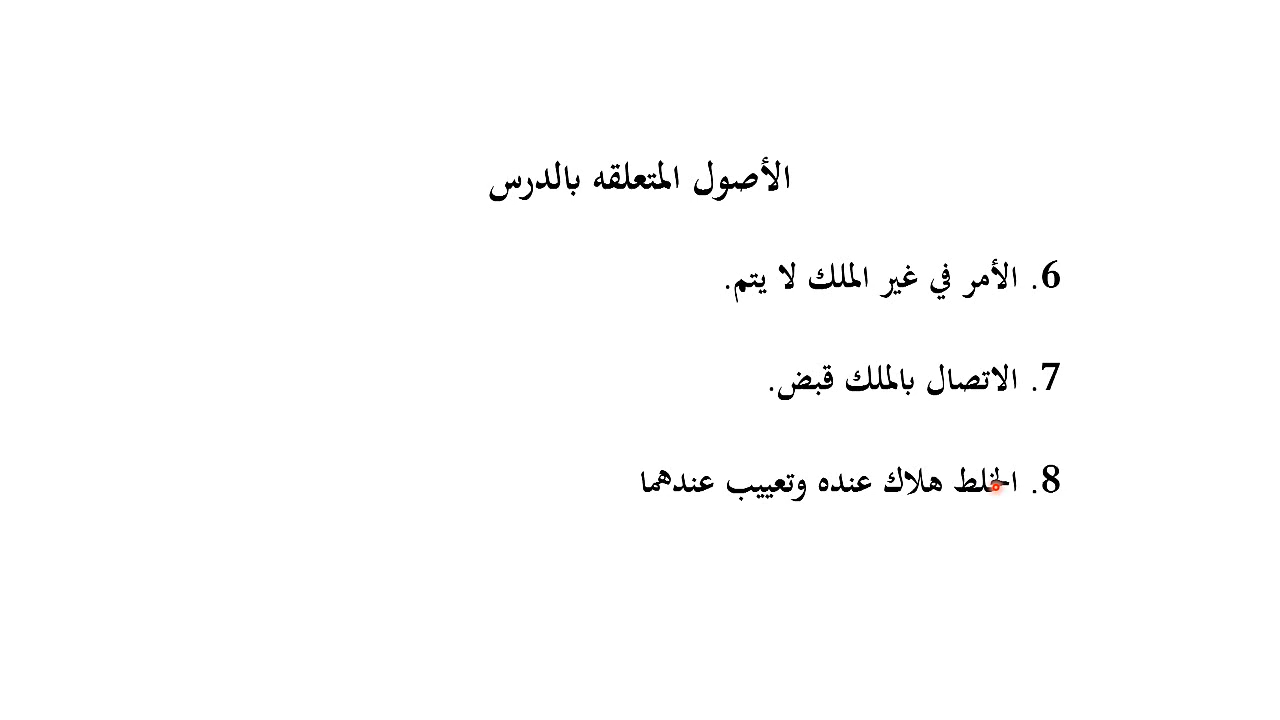 الأصول المتعلقه بالدرس
6. الأمر في غير الملك لا يتم.
7. الاتصال بالملك قبض.
8. الخلط هلاك عنده وتعييب عندهما